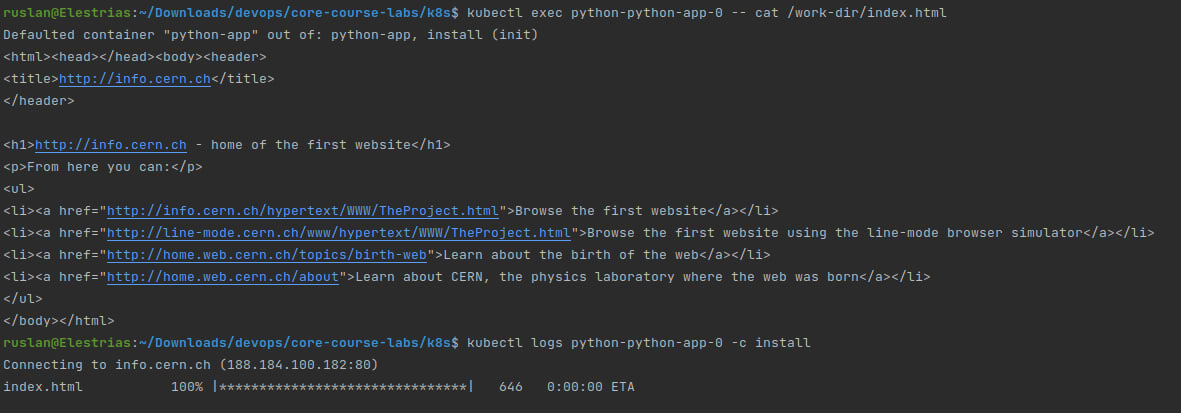 ruslan@Elestrias:~/Downloads/devops/core-course-labs/k8s$ kubectl exec python-python-app-0 -- cat /work-dir/index.html
Defaulted container "python-app" out of: python-app, install (init)
<html><head></head><body><header>
<title>http://info.cern.ch</title>
</header>

<h1>http://info.cern.ch - home of the first website</h1>
<p>From here you can:</p>
<ul>
<li><a href="http://info.cern.ch/hypertext/WWW/TheProject.html">Browse the first website</a></li>
<li><a href="http://line-mode.cern.ch/www/hypertext/WWW/TheProject.html">Browse the first website using the line-mode browser simulator</a></li>
<li><a href="http://home.web.cern.ch/topics/birth-web">Learn about the birth of the web</a></li>
<li><a href="http://home.web.cern.ch/about">Learn about CERN, the physics laboratory where the web was born</a></li>
</ul>
</body></html>
ruslan@Elestrias:~/Downloads/devops/core-course-labs/k8s$ kubectl logs python-python-app-0 -c install
Connecting to info.cern.ch (188.184.100.182:80)
index.html           100% |*******************************|   646   0:00:00 ETA